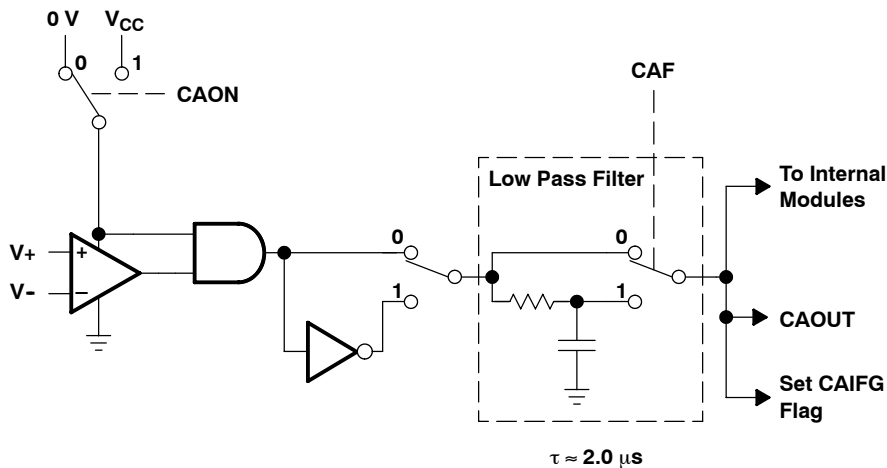 0 V
V_CC
0
1
CAON
CAF
Low Pass Filter
To Internal
Modules
V+
+
V−
−
0
1
0
1
CAOUT
Set CAIFG
Flag
τ ≈ 2.0 μs